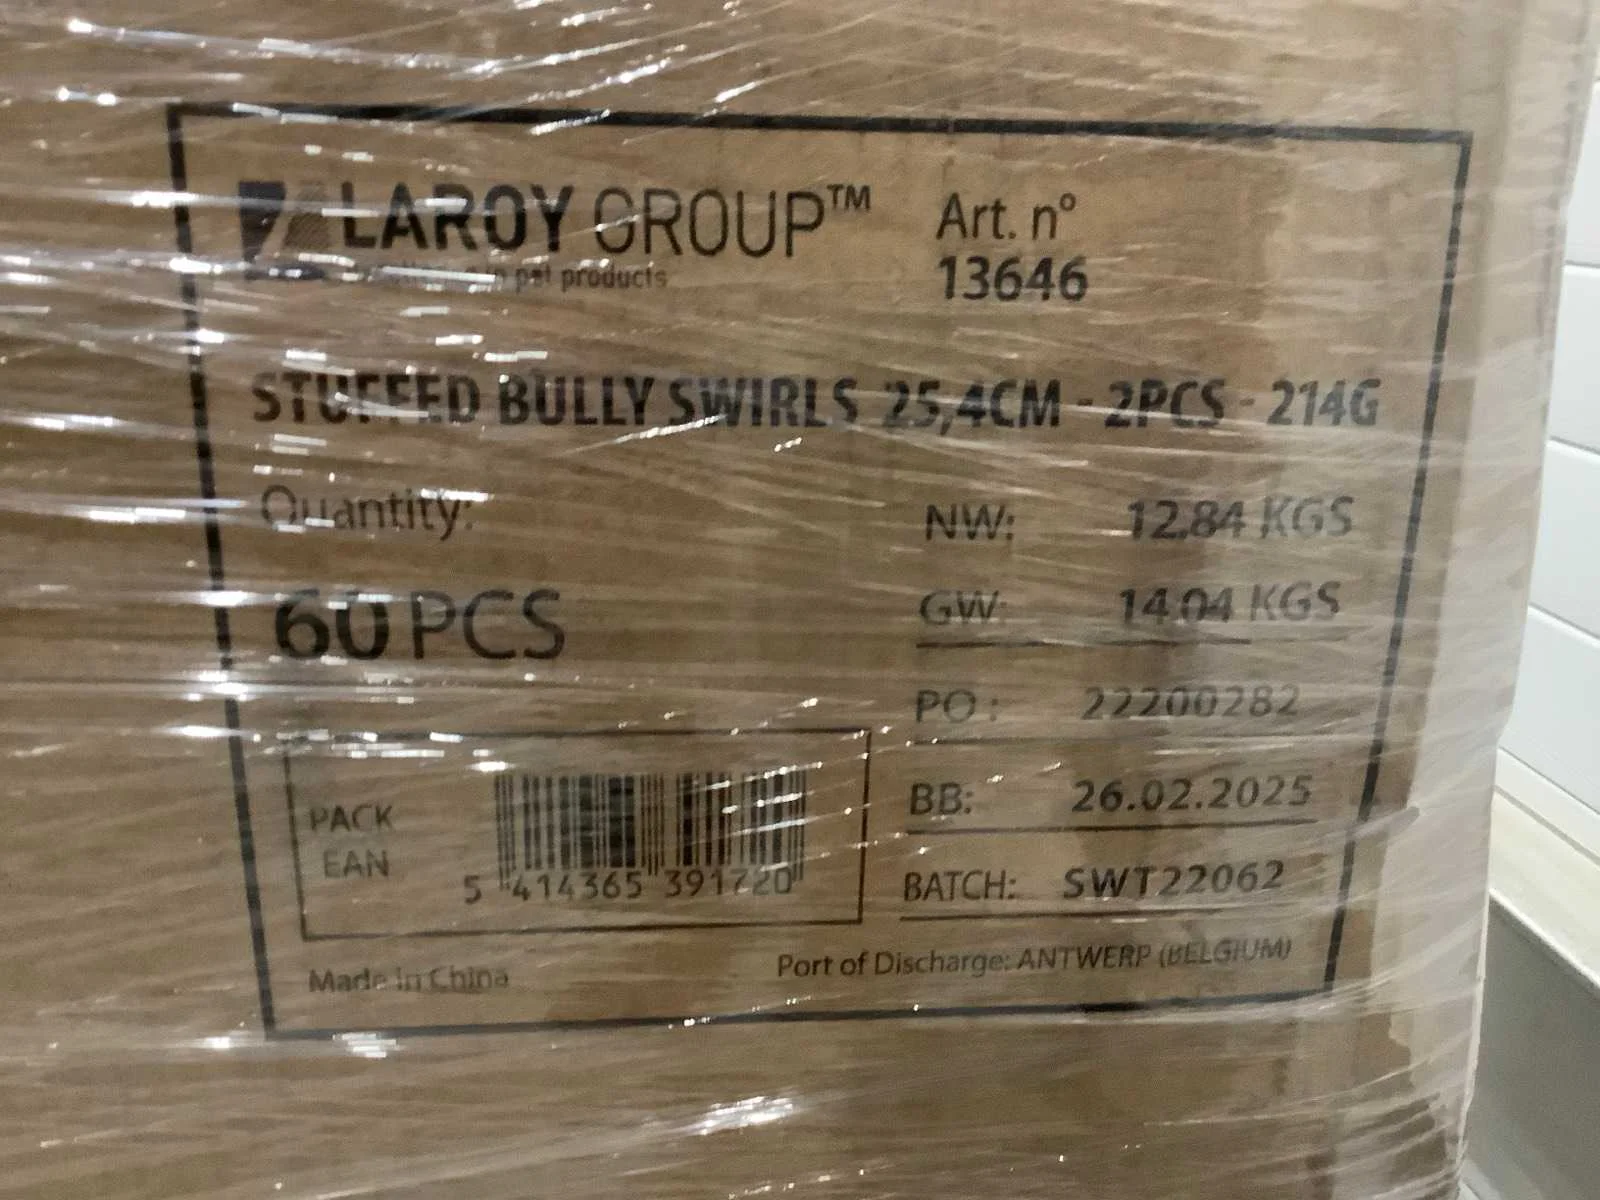 LAROY GROUP™
pet products
Art. n°
13646
STUFFED BULLY SWIRLS 25,4CM - 2PCS - 214G
Quantity:
60 PCS
NW: 12.84 KGS
GW: 14.04 KGS
PO : 22200282
BB: 26.02.2025
BATCH: SWT22062
PACK
EAN
5 414365 391720
Made in China
Port of Discharge: ANTWERP (BELGIUM)